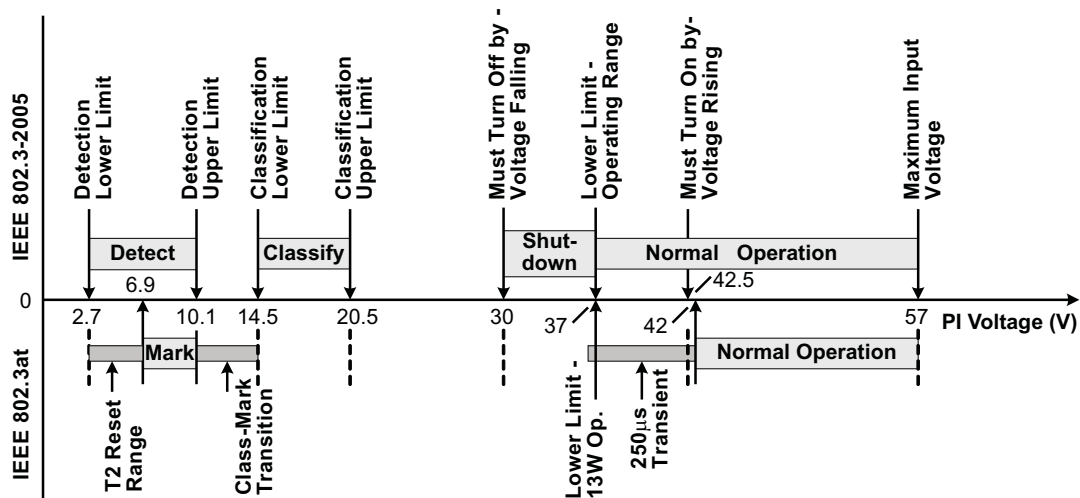 IEEE 802.3-2005
Detection
Lower Limit
Detection
Upper Limit
Classification
Lower Limit
Classification
Upper Limit
Must Turn Off by -
Voltage Falling
Lower Limit -
Operating Range
Must Turn On by-
Voltage Rising
Maximum Input
Voltage
Detect
Classify
Shut-
down
Normal Operation
6.9
42.5
0
2.7
10.1
14.5
20.5
30
37
42
57
PI Voltage (V)
IEEE 802.3at
Mark
Normal Operation
T2 Reset
Range
Class-Mark
Transition
Lower Limit -
13W Op.
250μs
Transient